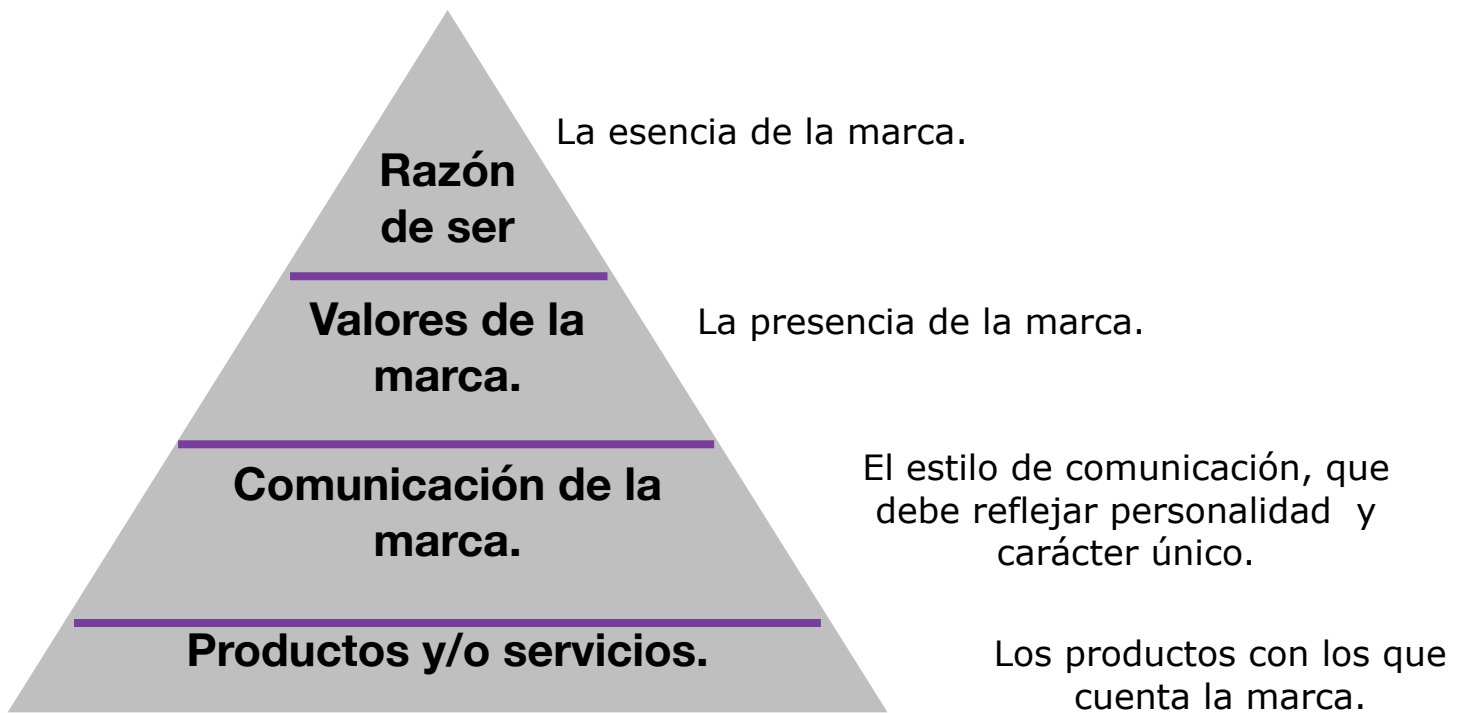 La esencia de la marca.
Razón
de ser
Valores de la
marca.
La presencia de la marca.
Comunicación de la
marca.
El estilo de comunicación, que
debe reflejar personalidad  y
carácter único.
Productos y/o servicios.
Los productos con los que
cuenta la marca.